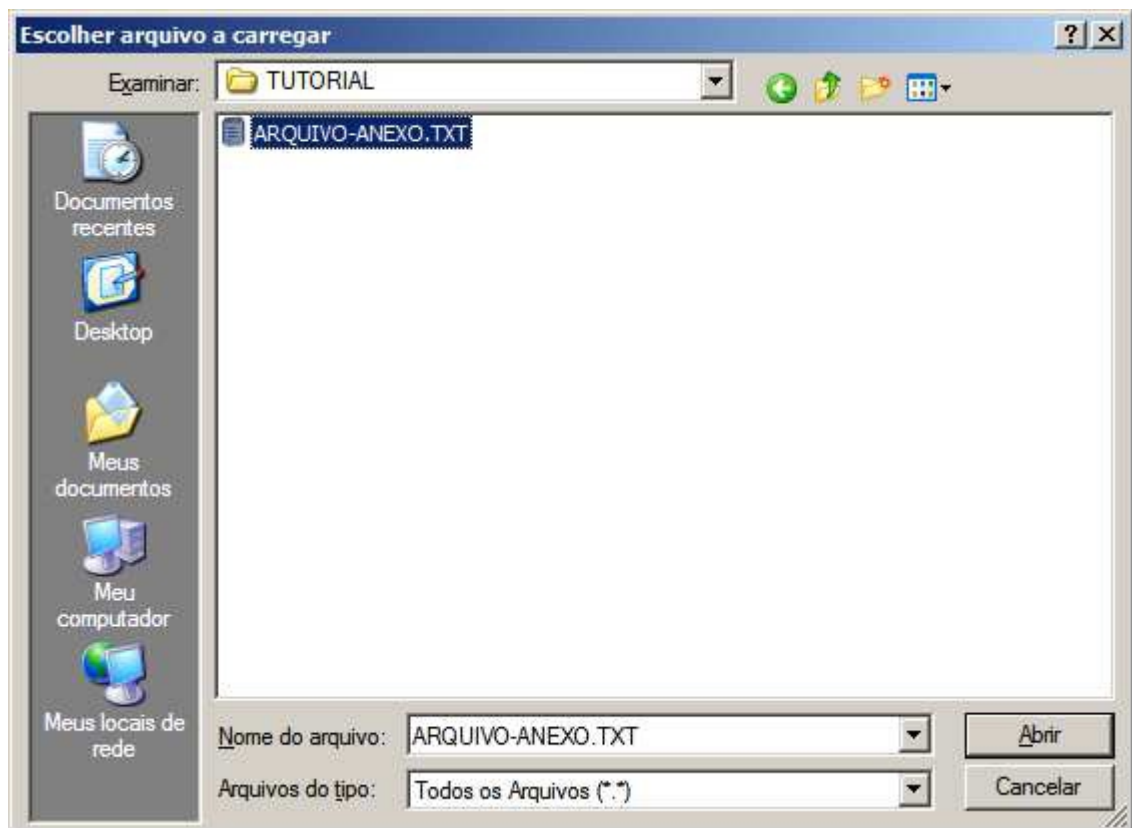 Escolher arquivo a carregar
Examinar:
TUTORIAL
ARQUIVO-ANEXO.TXT
Documentos
recentes
Desktop
Meus
documentos
Meu
computador
Meus locais de
rede
Nome do arquivo:
ARQUIVO-ANEXO.TXT
Abrir
Arquivos do tipo:
Todos os Arquivos (*.*)
Cancelar